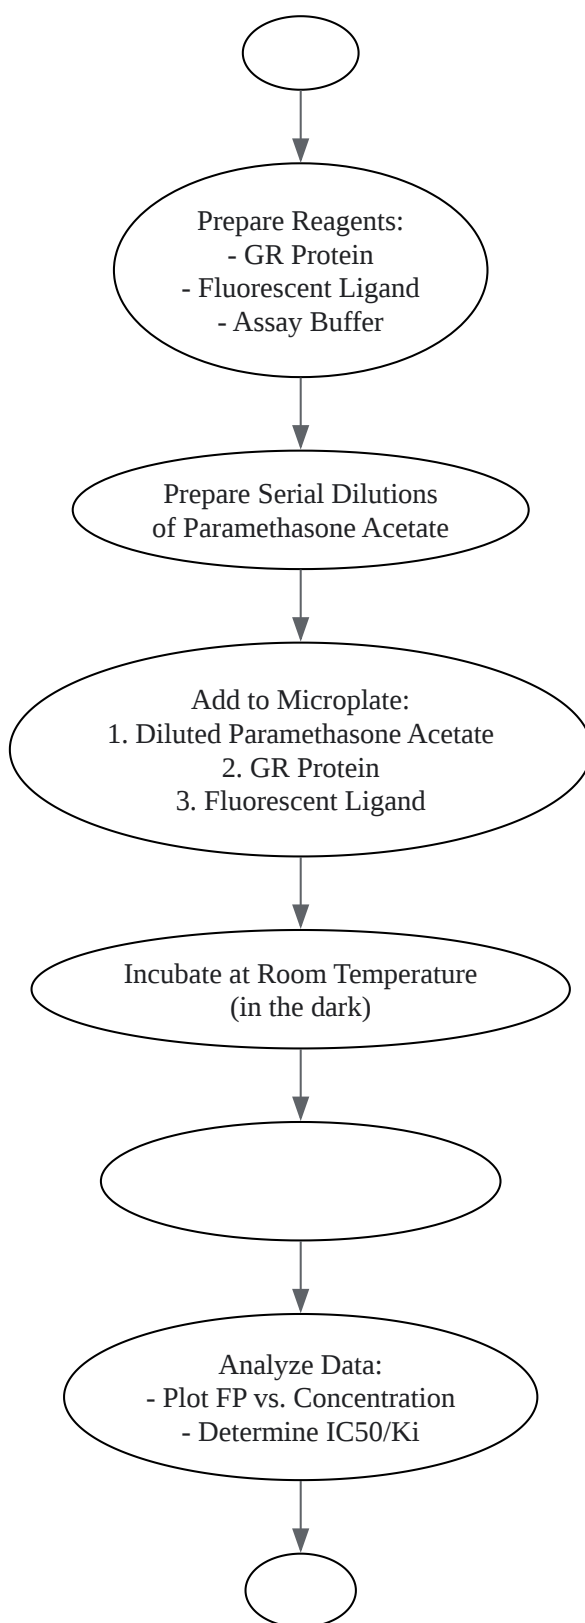 Prepare Reagents:
- GR Protein
- Fluorescent Ligand
- Assay Buffer
Prepare Serial Dilutions
of Paramethasone Acetate
Add to Microplate:
1. Diluted Paramethasone Acetate
2. GR Protein
3. Fluorescent Ligand
Incubate at Room Temperature
(in the dark)
Analyze Data:
- Plot FP vs. Concentration
- Determine IC50/Ki